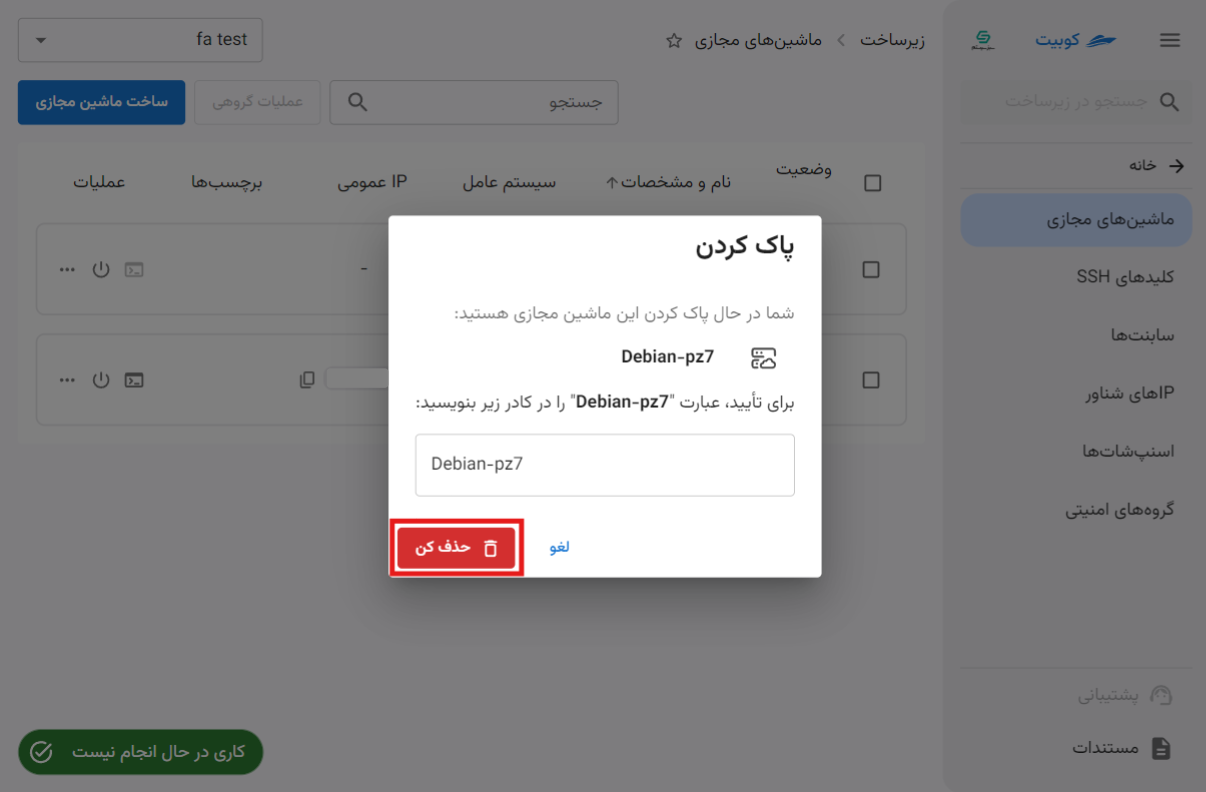 کوبیت
زیرساخت
ماشین‌های مجازی
fa test
جستجو در زیرساخت
جستجو
عملیات گروهی
ساخت ماشین مجازی
خانه
ماشین‌های مجازی
کلیدهای SSH
سابنت‌ها
IPهای شناور
اسنپ‌شات‌ها
گروه‌های امنیتی
پشتیبانی
مستندات
وضعیت
نام و مشخصات
سیستم عامل
IP عمومی
برچسب‌ها
عملیات
-
پاک کردن
شما در حال پاک کردن این ماشین مجازی هستید:
Debian-pz7
برای تأیید، عبارت "Debian-pz7" را در کادر زیر بنویسید:
Debian-pz7
لغو
حذف کن
کاری در حال انجام نیست